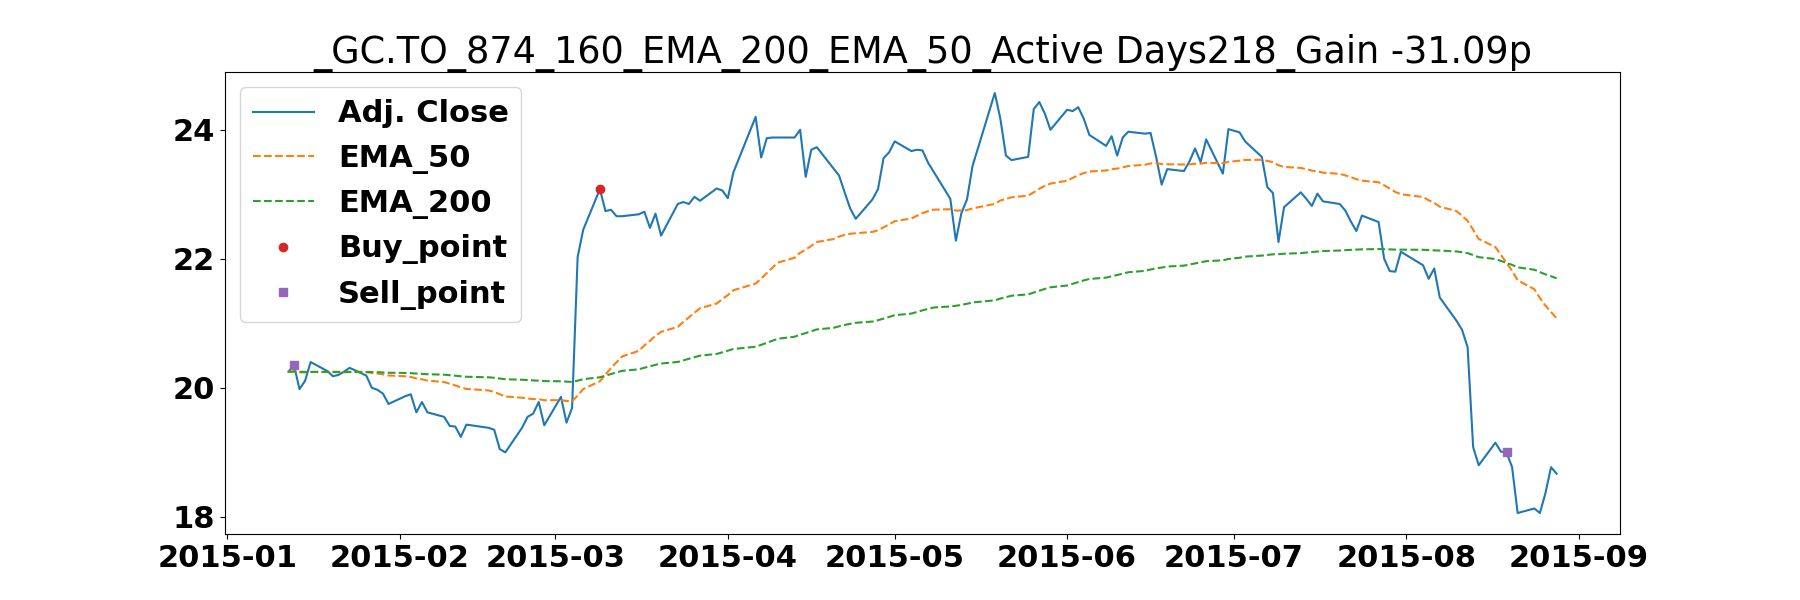 _GC.TO_874_160_EMA_200_EMA_50_Active Days218_Gain -31.09p
Adj. Close
EMA_50
EMA_200
Buy_point
Sell_point
24
22
20
18
2015-01 2015-02 2015-03 2015-04 2015-05 2015-06 2015-07 2015-08 2015-09